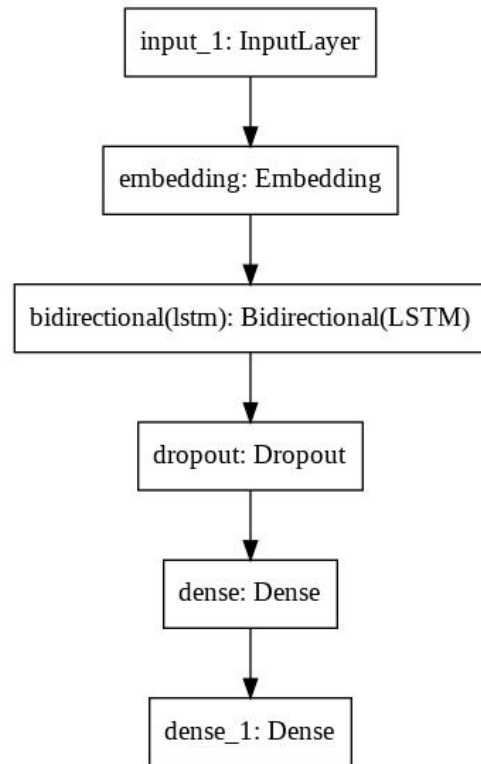 input_1: InputLayer
embedding: Embedding
bidirectional(lstm): Bidirectional(LSTM)
dropout: Dropout
dense: Dense
dense_1: Dense